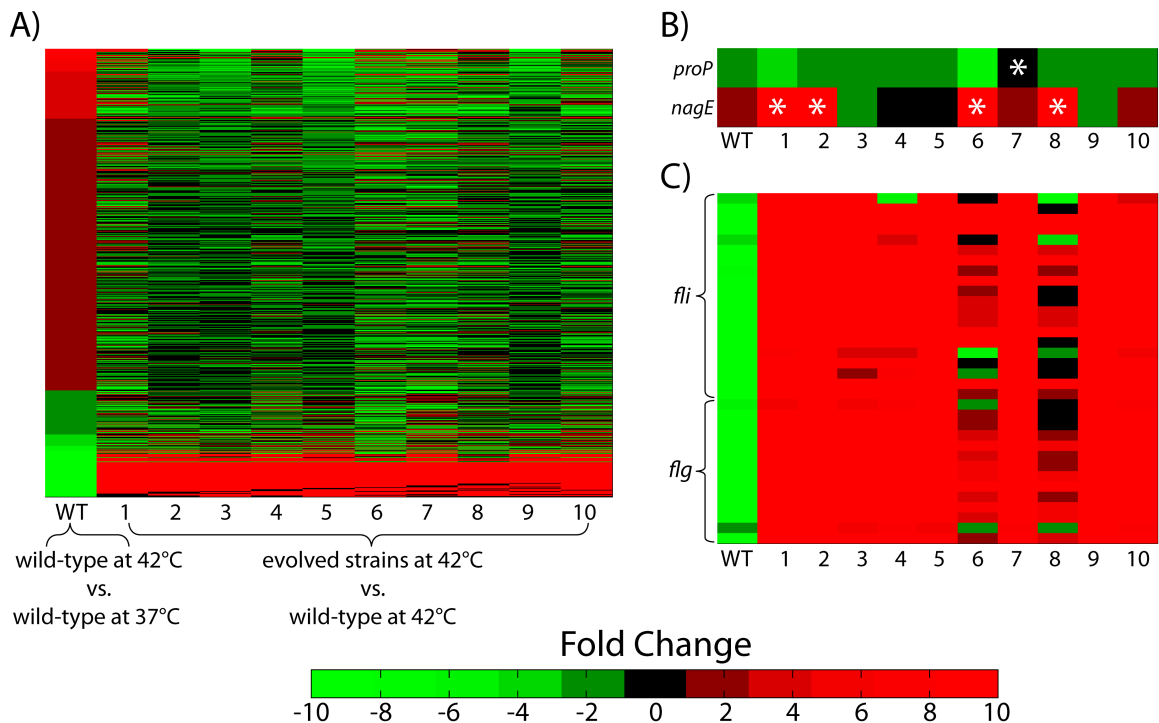 A)
WT 1 2 3 4 5 6 7 8 9 10
wild-type at 42°C
vs.
wild-type at 37°C
evolved strains at 42°C
vs.
wild-type at 42°C
B)
proP *
nagE * * * *
WT 1 2 3 4 5 6 7 8 9 10
C)
fli
flg
WT 1 2 3 4 5 6 7 8 9 10
Fold Change
-10 -8 -6 -4 -2 0 2 4 6 8 10